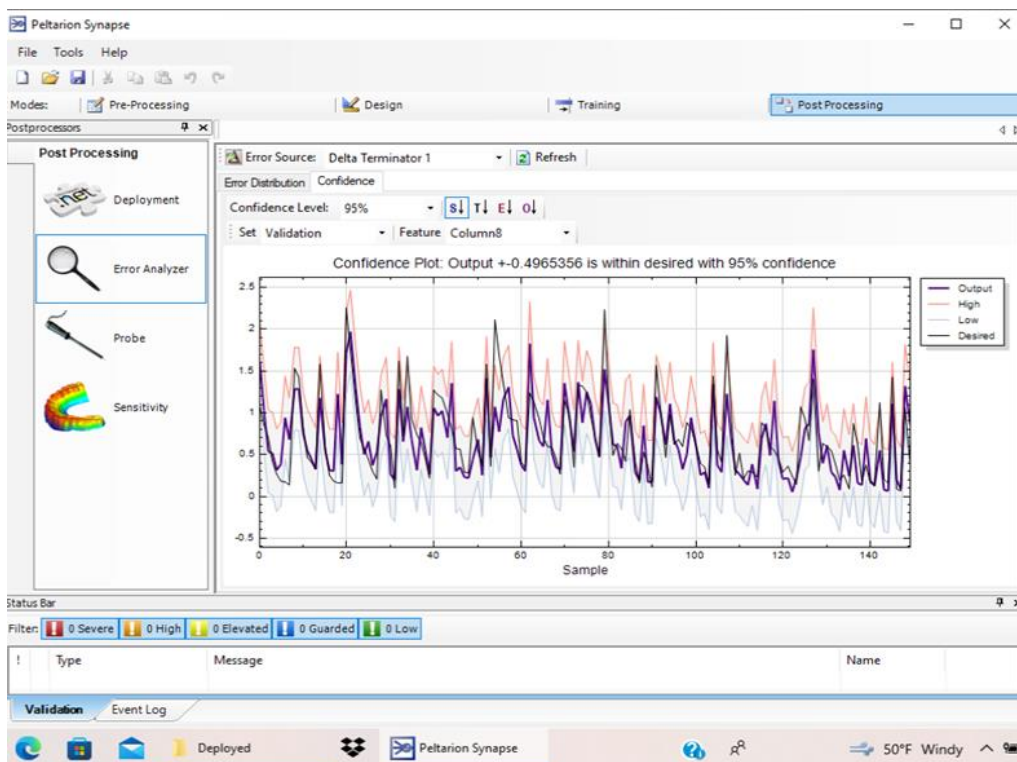 Peltarion Synapse
File Tools Help
Modes: Pre-Processing Design Training Post Processing
Postprocessors
Post Processing
.net Deployment
Error Analyzer
Probe
Sensitivity
Error Source: Delta Terminator 1 Refresh
Error Distribution Confidence
Confidence Level: 95% S T E O
Set Validation Feature Column8
Confidence Plot: Output +-0.4965356 is within desired with 95% confidence
2.5
2
1.5
1
0.5
0
-0.5
0 20 40 60 80 100 120 140
Sample
Output
High
Low
Desired
Status Bar
Filter: 0 Severe 0 High 0 Elevated 0 Guarded 0 Low
! Type Message Name
Validation Event Log
Deployed Peltarion Synapse 50°F Windy